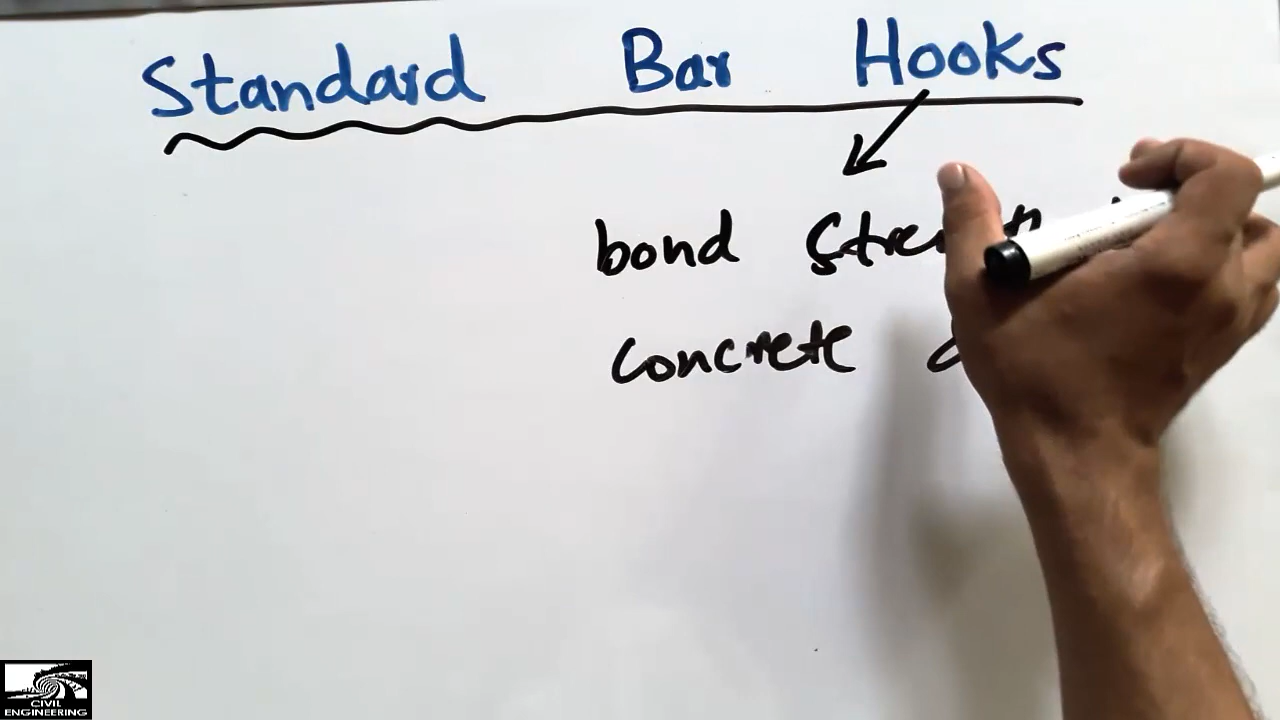 Standard Bar Hooks
bond
concrete
CIVIL
ENGINEERING